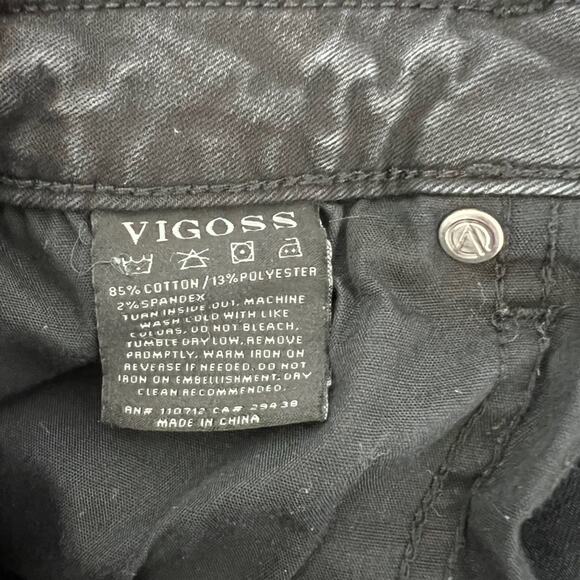 VIGOSS
85% COTTON / 13% POLYESTER
2% SPANDEX
TURN INSIDE OUT, MACHINE
WASH COLD WITH LIKE
COLORS, DO NOT BLEACH,
TUMBLE DRY LOW, REMOVE
PROMPTLY, WARM IRON ON
REVERSE IF NEEDED, DO NOT
IRON ON EMBELLISHMENT, DRY
CLEAN RECOMMENDED.
RN# 110712 CA# 29438
MADE IN CHINA